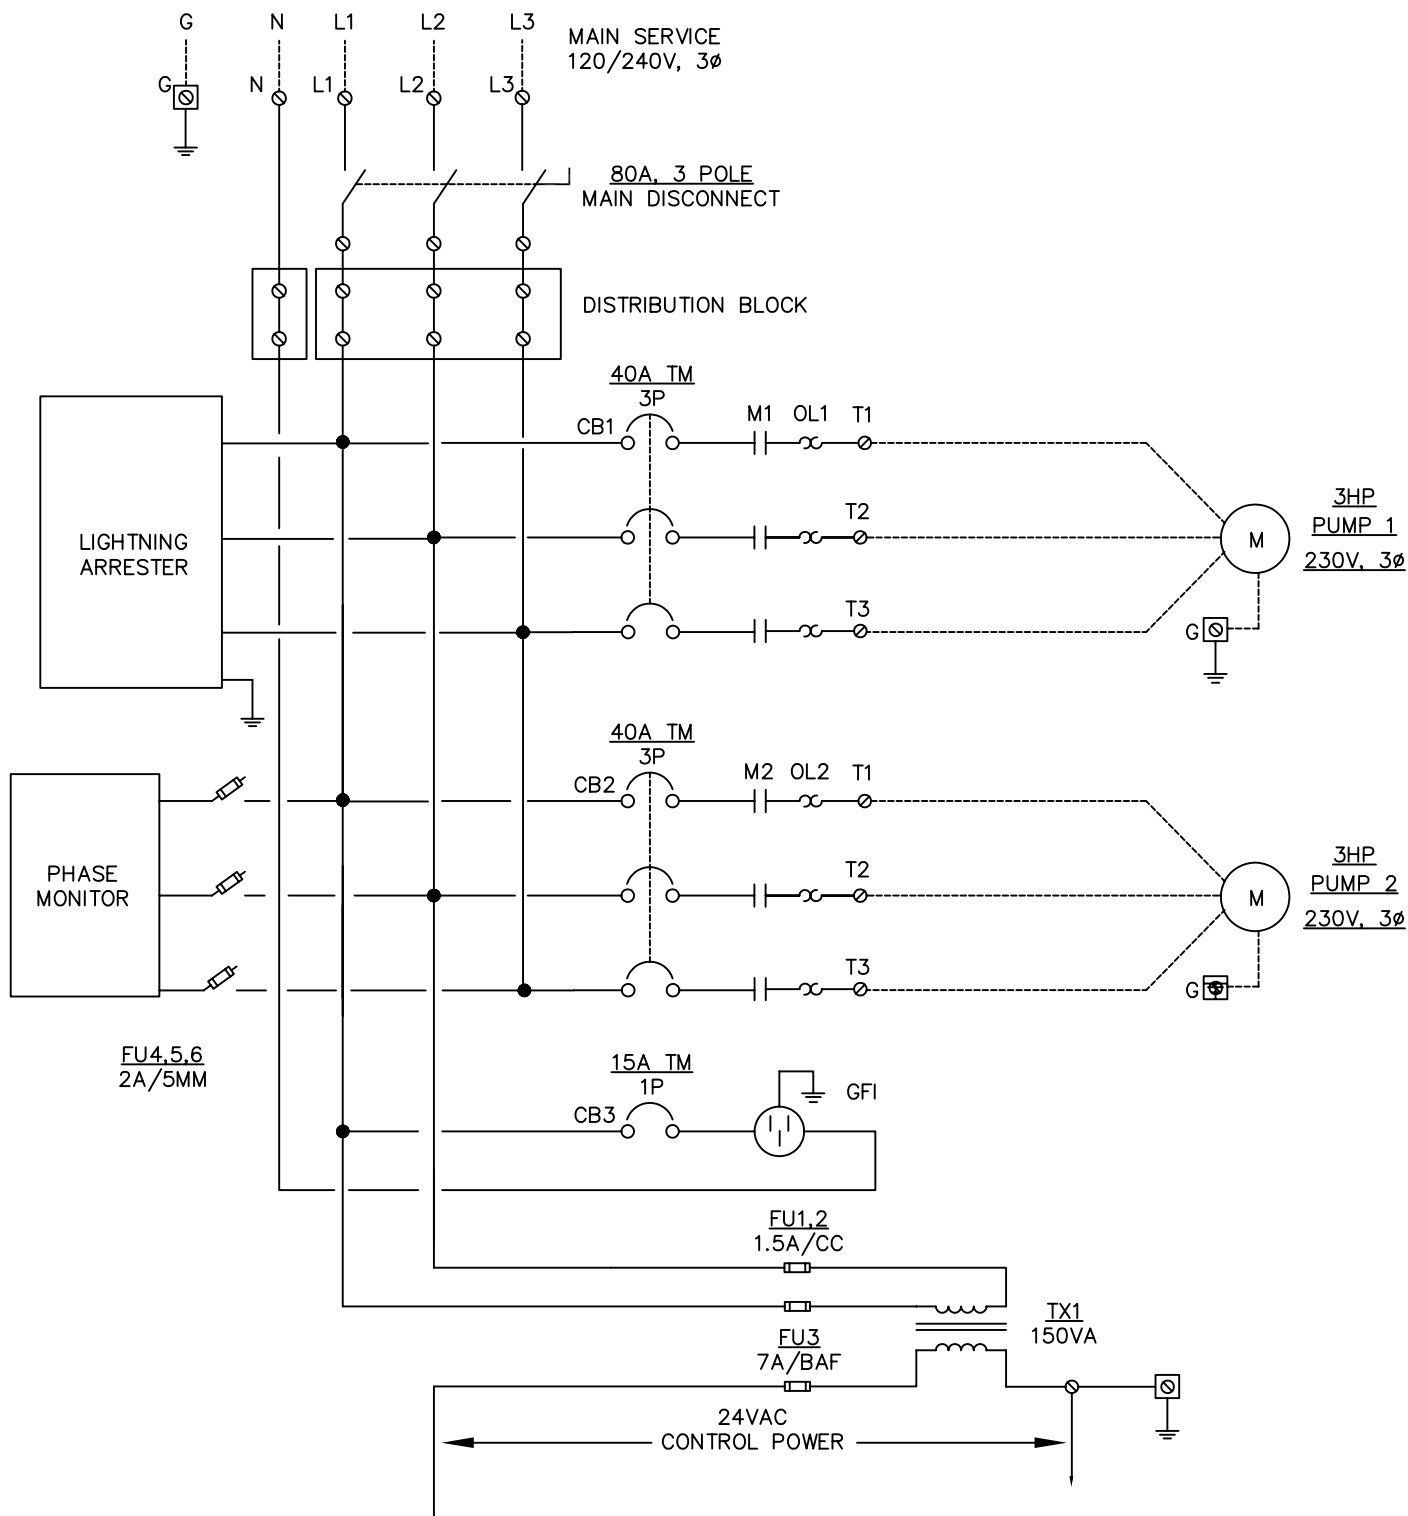 G N L1 L2 L3
MAIN SERVICE
120/240V, 3ø
G N L1 L2 L3
80A, 3 POLE
MAIN DISCONNECT
DISTRIBUTION BLOCK
40A TM
3P
CB1 M1 OL1 T1
LIGHTNING
ARRESTER
T2
M
3HP
PUMP 1
230V, 3ø
T3
G
40A TM
3P
CB2 M2 OL2 T1
PHASE
MONITOR
T2
M
3HP
PUMP 2
230V, 3ø
T3
G
FU4,5,6
2A/5MM
15A TM
1P
CB3
GFI
FU1,2
1.5A/CC
TX1
150VA
FU3
7A/BAF
24VAC
CONTROL POWER